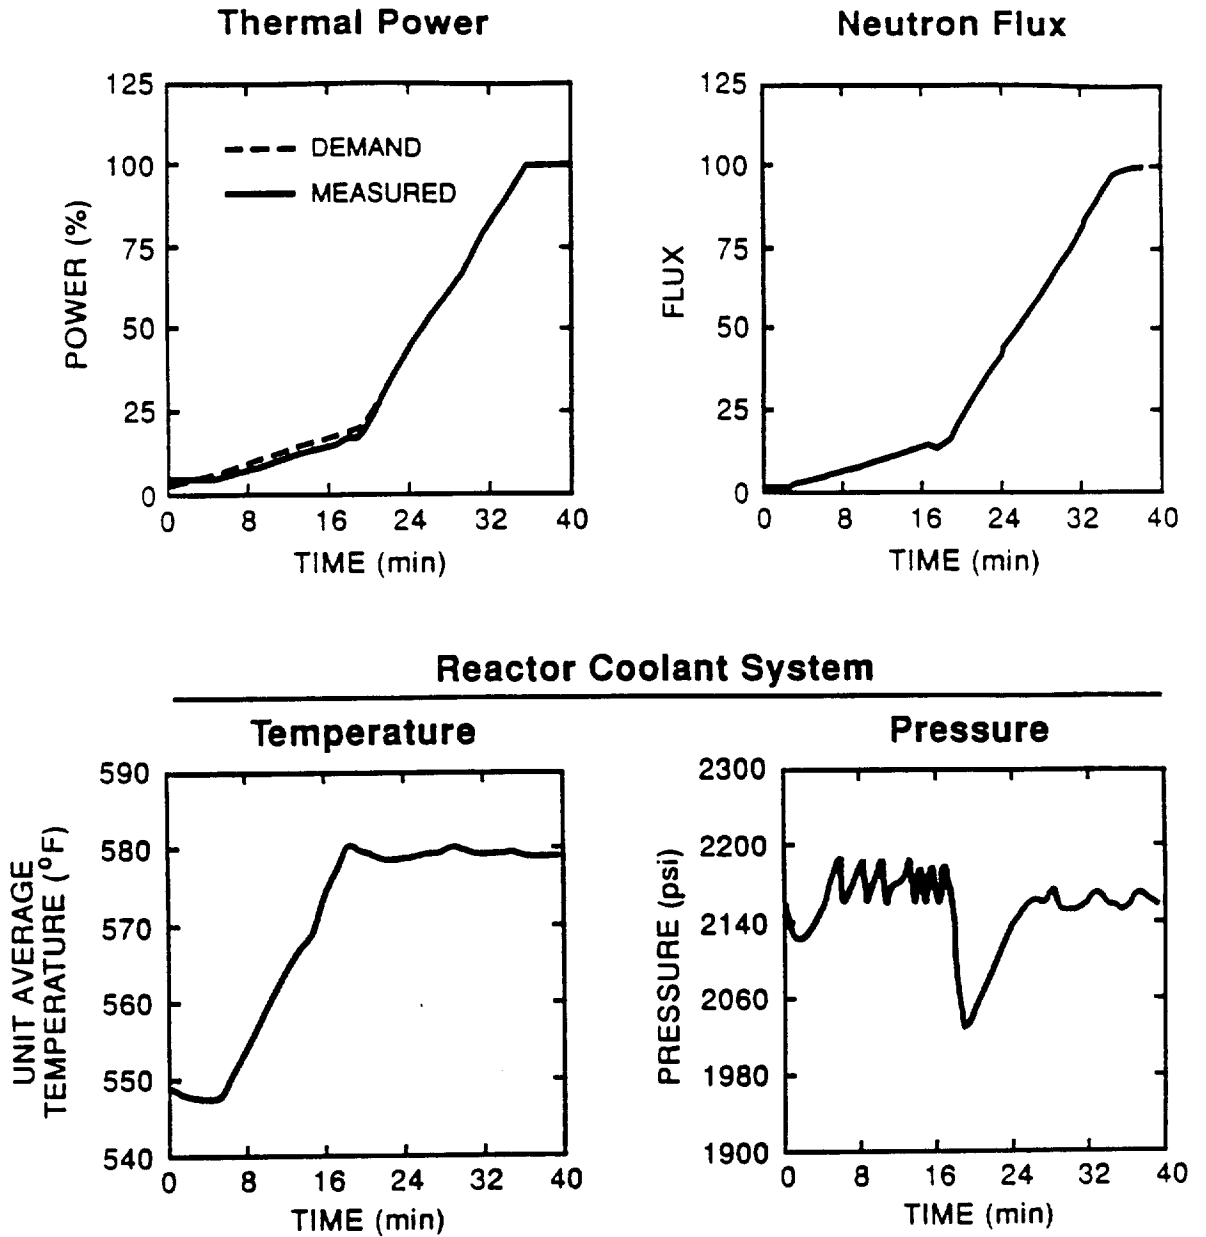 Thermal Power
125
100
75
50
25
0
POWER (%)
DEMAND
MEASURED
0 8 16 24 32 40
TIME (min)
Neutron Flux
125
100
75
50
25
0
FLUX
0 8 16 24 32 40
TIME (min)
Reactor Coolant System
Temperature
590
580
570
560
550
540
UNIT AVERAGE
TEMPERATURE (°F)
0 8 16 24 32 40
TIME (min)
Pressure
2300
2200
2140
2060
1980
1900
PRESSURE (psi)
0 8 16 24 32 40
TIME (min)